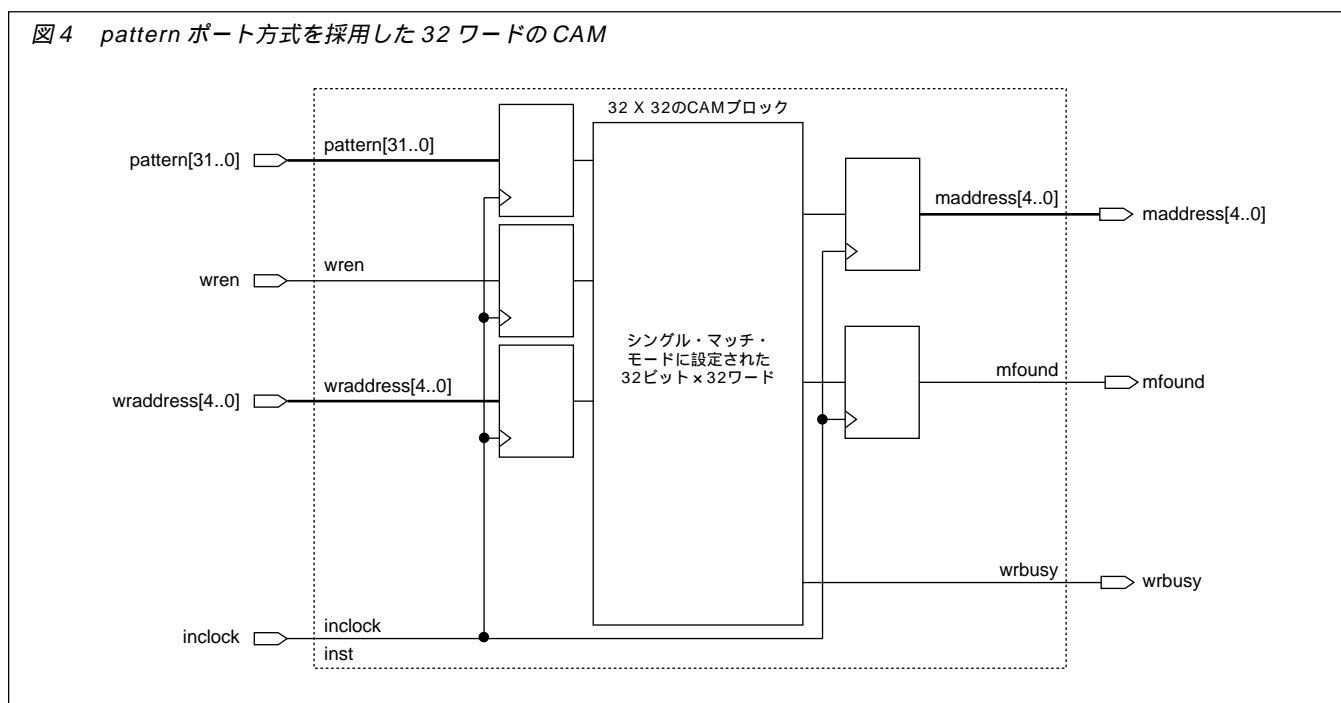 図 4 pattern ポート方式を採用した 32 ワードの CAM
32 X 32のCAMブロック
pattern[31..0]
pattern[31..0]
maddress[4..0]
maddress[4..0]
wren
wren
シングル・マッチ・
モードに設定された
32ビット x 32ワード
mfound
mfound
wraddress[4..0]
wraddress[4..0]
wrbusy
wrbusy
inclock
inclock
inst